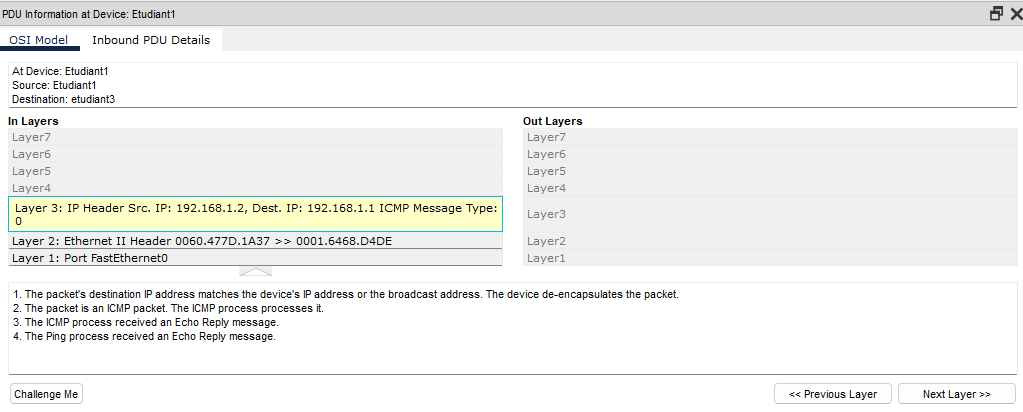 PDU Information at Device: Etudiant1
OSI Model
Inbound PDU Details
At Device: Etudiant1
Source: Etudiant1
Destination: etudiant3
In Layers
Layer7
Layer6
Layer5
Layer4
Layer 3: IP Header Src. IP: 192.168.1.2, Dest. IP: 192.168.1.1 ICMP Message Type:
0
Layer 2: Ethernet II Header 0060.477D.1A37 >> 0001.6468.D4DE
Layer 1: Port FastEthernet0
Out Layers
Layer7
Layer6
Layer5
Layer4
Layer3
Layer2
Layer1
1. The packet's destination IP address matches the device's IP address or the broadcast address. The device de-encapsulates the packet.
2. The packet is an ICMP packet. The ICMP process processes it.
3. The ICMP process received an Echo Reply message.
4. The Ping process received an Echo Reply message.
Challenge Me
<< Previous Layer
Next Layer >>